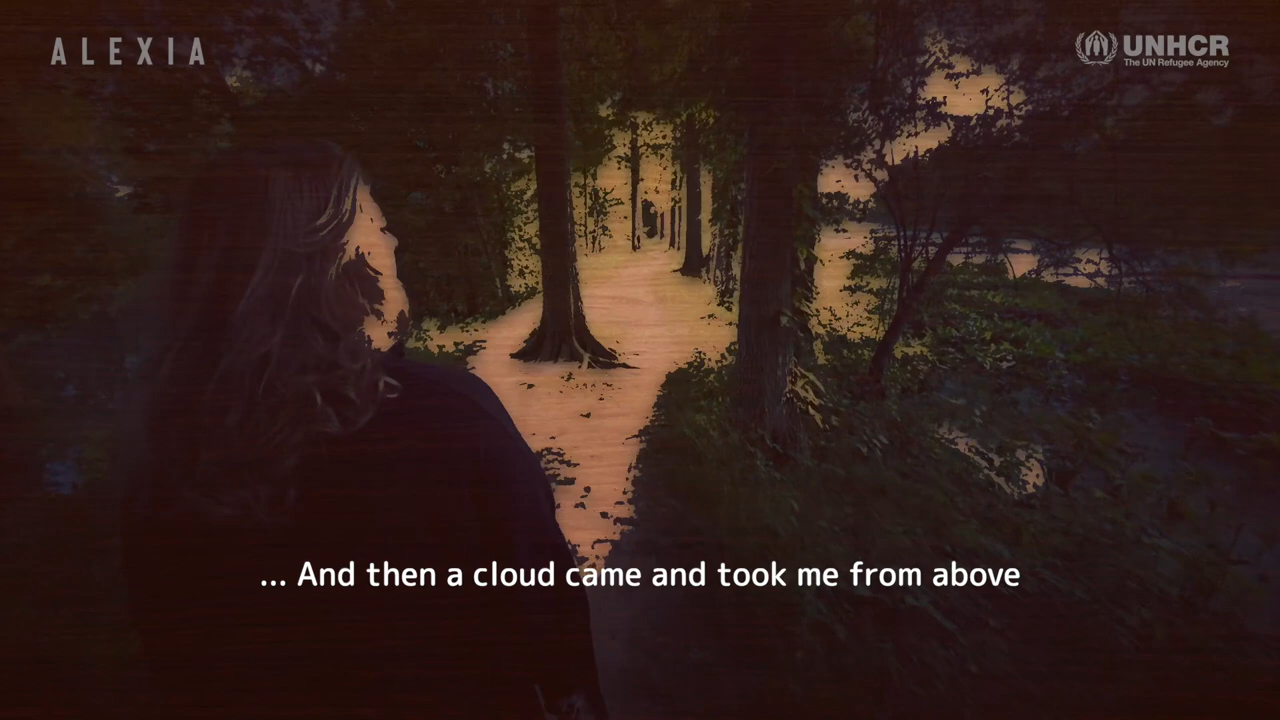 ALEXIA
UNHCR
The UN Refugee Agency
... And then a cloud came and took me from above